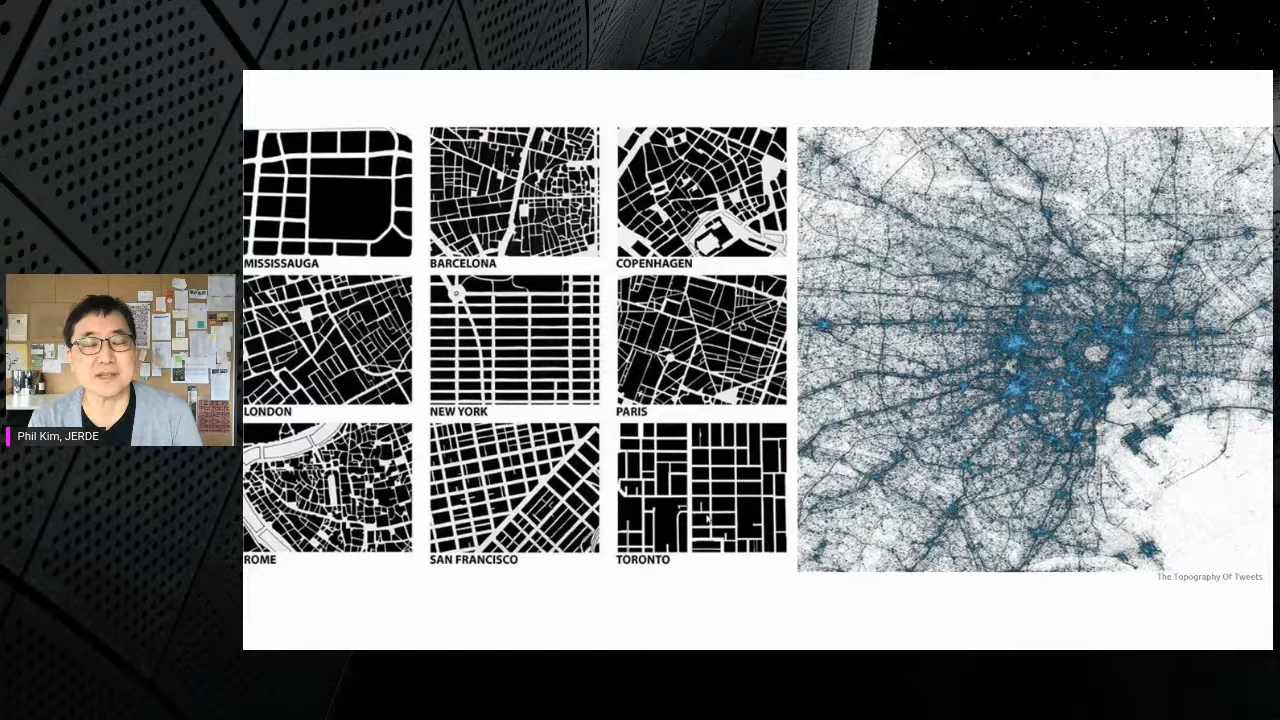 MISSISSAUGA
BARCELONA
COPENHAGEN
LONDON
NEW YORK
PARIS
ROME
SAN FRANCISCO
TORONTO
The Topography Of Tweets
Phil Kim, JERDE